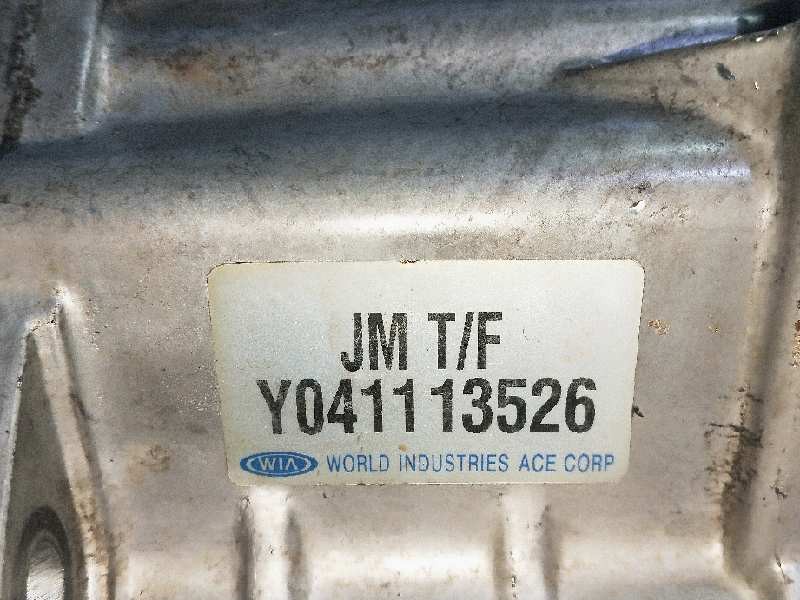 JM T/F
Y041113526
WIA WORLD INDUSTRIES ACE CORP